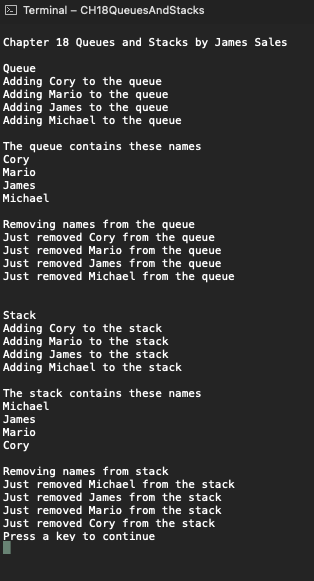 Terminal – CH18QueuesAndStacks
Chapter 18 Queues and Stacks by James Sales
Queue
Adding Cory to the queue
Adding Mario to the queue
Adding James to the queue
Adding Michael to the queue
The queue contains these names
Cory
Mario
James
Michael
Removing names from the queue
Just removed Cory from the queue
Just removed Mario from the queue
Just removed James from the queue
Just removed Michael from the queue
Stack
Adding Cory to the stack
Adding Mario to the stack
Adding James to the stack
Adding Michael to the stack
The stack contains these names
Michael
James
Mario
Cory
Removing names from stack
Just removed Michael from the stack
Just removed James from the stack
Just removed Mario from the stack
Just removed Cory from the stack
Press a key to continue